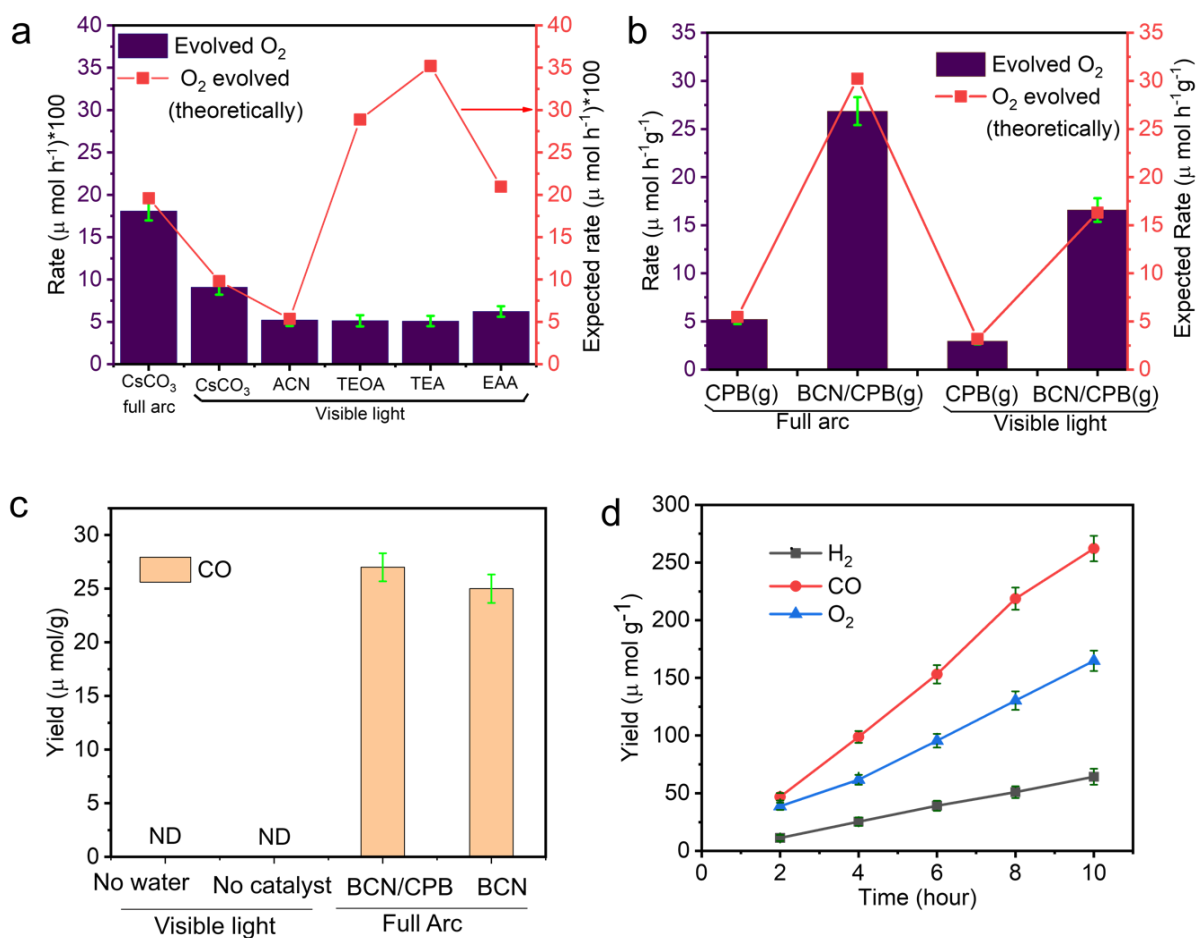 a
Evolved O₂
O₂ evolved
(theoretically)
Rate (μ mol h⁻¹)*100
Expected rate (μ mol h⁻¹)*100
40
35
30
25
20
15
10
5
0
40
35
30
25
20
15
10
5
0
CsCO₃ CsCO₃ ACN TEOA TEA EAA
full arc
Visible light
b
Evolved O₂
O₂ evolved
(theoretically)
Rate (μ mol h⁻¹g⁻¹)
Expected Rate (μ mol h⁻¹g⁻¹)
35
30
25
20
15
10
5
0
35
30
25
20
15
10
5
0
CPB(g) BCN/CPB(g) CPB(g) BCN/CPB(g)
Full arc Visible light
c
CO
Yield (μ mol/g)
30
25
20
15
10
5
0
ND ND
No water No catalyst BCN/CPB BCN
Visible light Full Arc
d
H₂
CO
O₂
Yield (μ mol g⁻¹)
300
250
200
150
100
50
0
0 2 4 6 8 10
Time (hour)